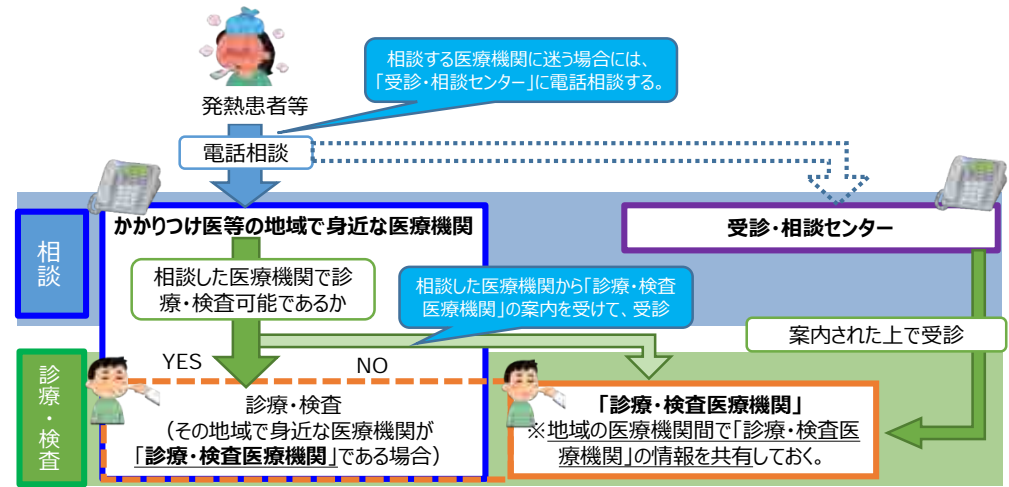 発熱患者等
相談する医療機関に迷う場合には、
「受診・相談センター」に電話相談する。
電話相談
相談
かかりつけ医等の地域で身近な医療機関
受診・相談センター
相談した医療機関で診
療・検査可能であるか
相談した医療機関から「診療・検査
医療機関」の案内を受けて、受診
案内された上で受診
YES
NO
診療・検査
診療・検査
（その地域で身近な医療機関が
「診療・検査医療機関」である場合）
「診療・検査医療機関」
※地域の医療機関間で「診療・検査医
療機関」の情報を共有しておく。